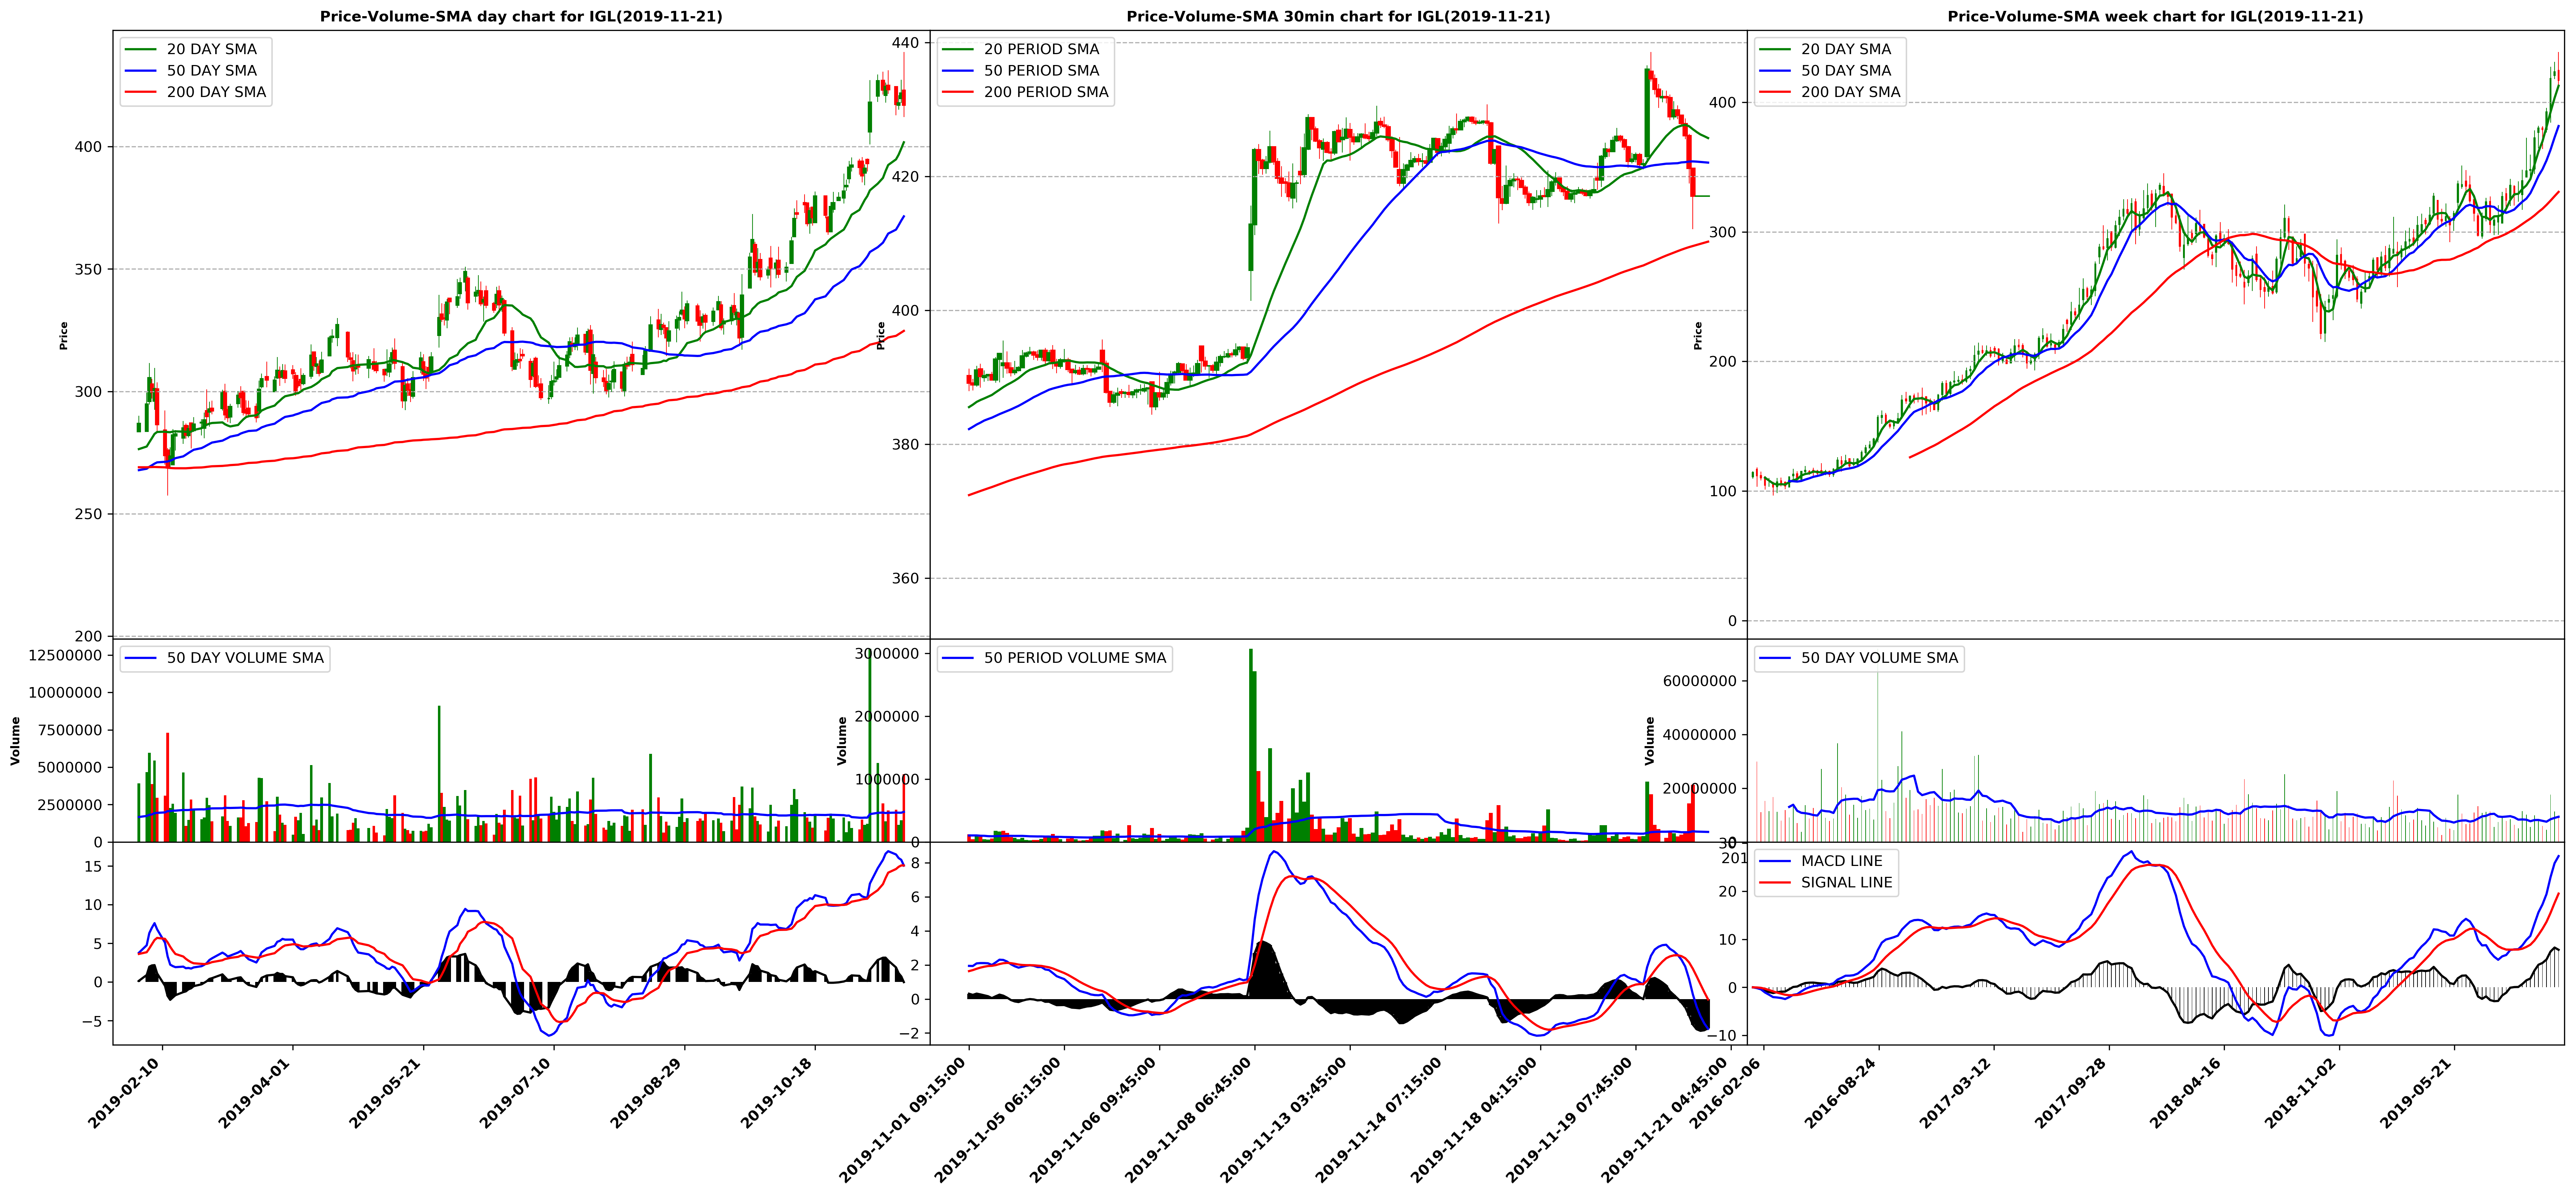 Price-Volume-SMA day chart for IGL(2019-11-21)
20 DAY SMA
50 DAY SMA
200 DAY SMA
Price
400
350
300
250
200
50 DAY VOLUME SMA
Volume
12500000
10000000
7500000
5000000
2500000
0
15
10
5
0
−5
2019-02-10
2019-04-01
2019-05-21
2019-07-10
2019-08-29
2019-10-18
Price-Volume-SMA 30min chart for IGL(2019-11-21)
20 PERIOD SMA
50 PERIOD SMA
200 PERIOD SMA
Price
440
420
400
380
360
50 PERIOD VOLUME SMA
Volume
3000000
2000000
1000000
0
8
6
4
2
0
−2
2019-11-01 09:15:00
2019-11-05 06:15:00
2019-11-06 09:45:00
2019-11-08 06:45:00
2019-11-13 03:45:00
2019-11-14 07:15:00
2019-11-18 04:15:00
2019-11-19 07:45:00
2019-11-21 04:45:00
Price-Volume-SMA week chart for IGL(2019-11-21)
20 DAY SMA
50 DAY SMA
200 DAY SMA
Price
400
300
200
100
0
50 DAY VOLUME SMA
Volume
60000000
40000000
20000000
30
201
MACD LINE
SIGNAL LINE
20
10
0
−10
2016-02-06
2016-08-24
2017-03-12
2017-09-28
2018-04-16
2018-11-02
2019-05-21